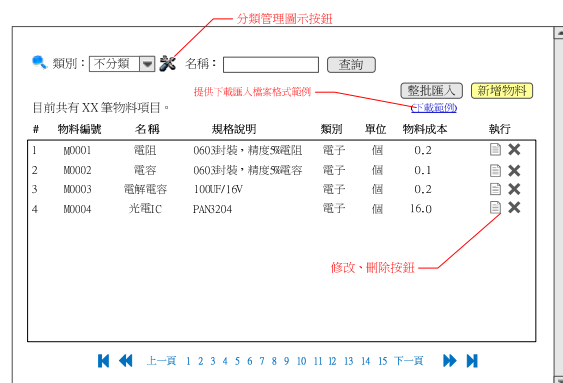 分類管理圖示按鈕
類別： 不分類 名稱： 查詢
提供下載匯入檔案格式範例
整批匯入 新增物料
(下載範例)
目前共有 XX 筆物料項目。
# 物料編號 名稱 規格說明 類別 單位 物料成本 執行
1 M0001 電阻 0603封裝，精度5%電阻 電子 個 0.2
2 M0002 電容 0603封裝，精度5%電容 電子 個 0.1
3 M0003 電解電容 100UF/16V 電子 個 0.2
4 M0004 光電IC PAN3204 電子 個 16.0
修改、刪除按鈕
上一頁 1 2 3 4 5 6 7 8 9 10 11 12 13 14 15 下一頁